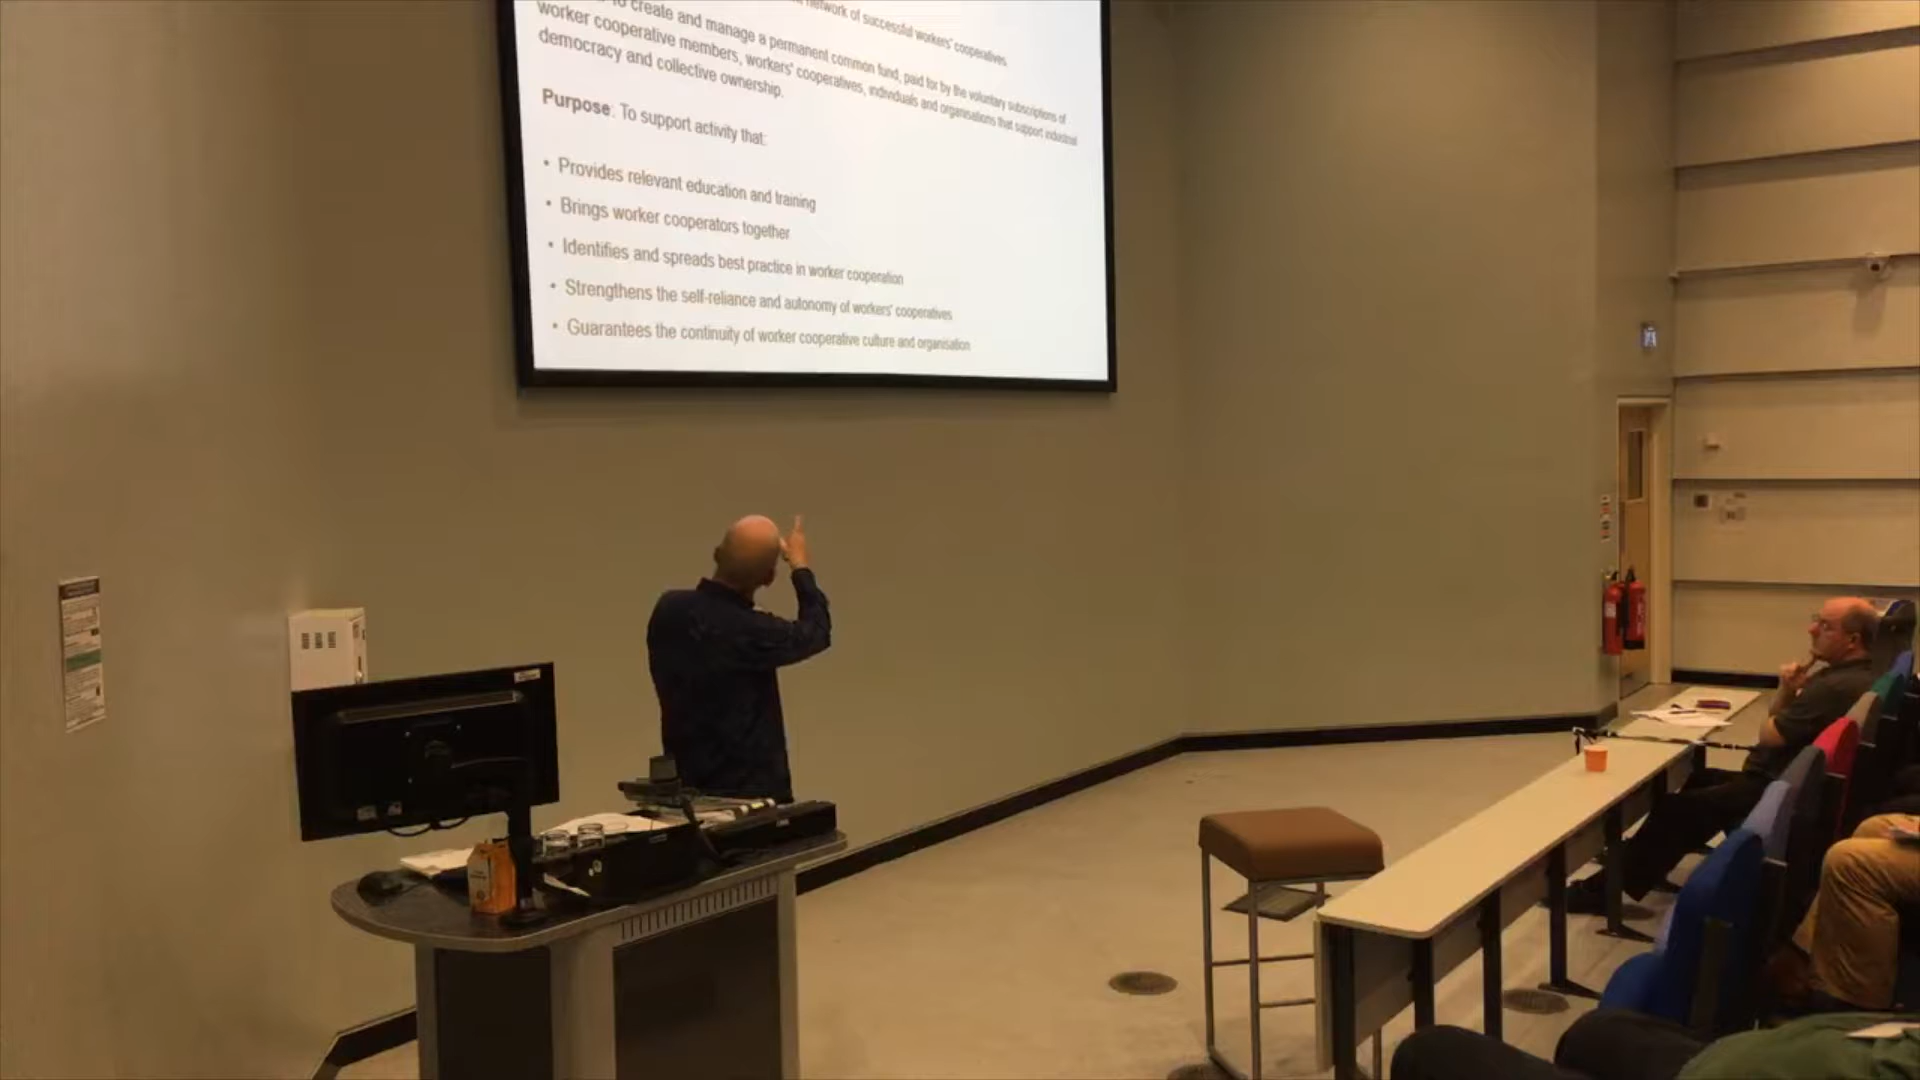 network of successful workers' cooperatives
to create and manage a permanent common fund, paid for by the voluntary subscriptions of
worker cooperative members, workers' cooperatives, individuals and organisations that support industrial
democracy and collective ownership.
Purpose: To support activity that:
• Provides relevant education and training
• Brings worker cooperators together
• Identifies and spreads best practice in worker cooperation
• Strengthens the self-reliance and autonomy of workers' cooperatives
• Guarantees the continuity of worker cooperative culture and organisation